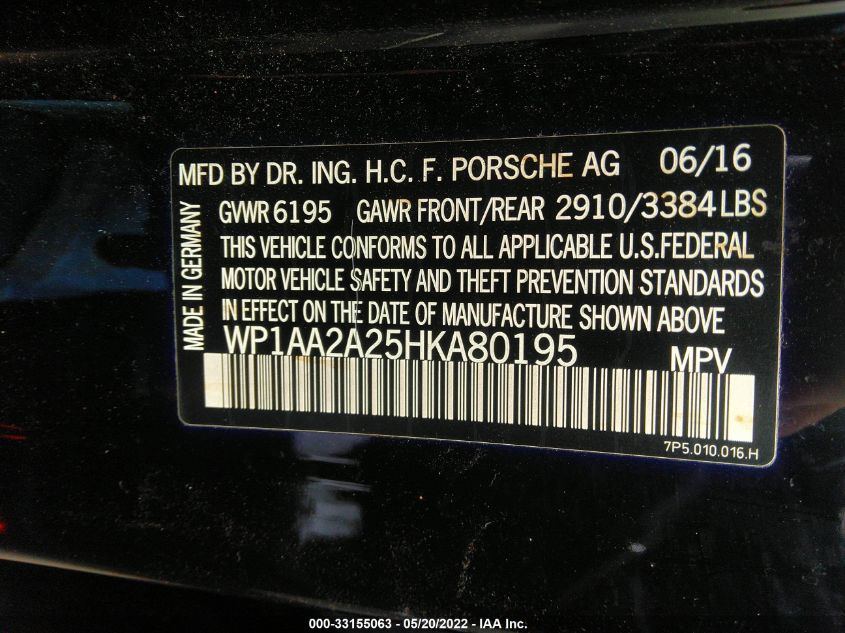 MFD BY DR. ING. H.C. F. PORSCHE AG 06/16
GVWR 6195 GAWR FRONT/REAR 2910/3384 LBS
THIS VEHICLE CONFORMS TO ALL APPLICABLE U.S.FEDERAL
MOTOR VEHICLE SAFETY AND THEFT PREVENTION STANDARDS
IN EFFECT ON THE DATE OF MANUFACTURE SHOWN ABOVE
WP1AA2A25HKA80195 MPV
MADE IN GERMANY
7P5.010.016.H
000-33155063 - 05/20/2022 - IAA Inc.